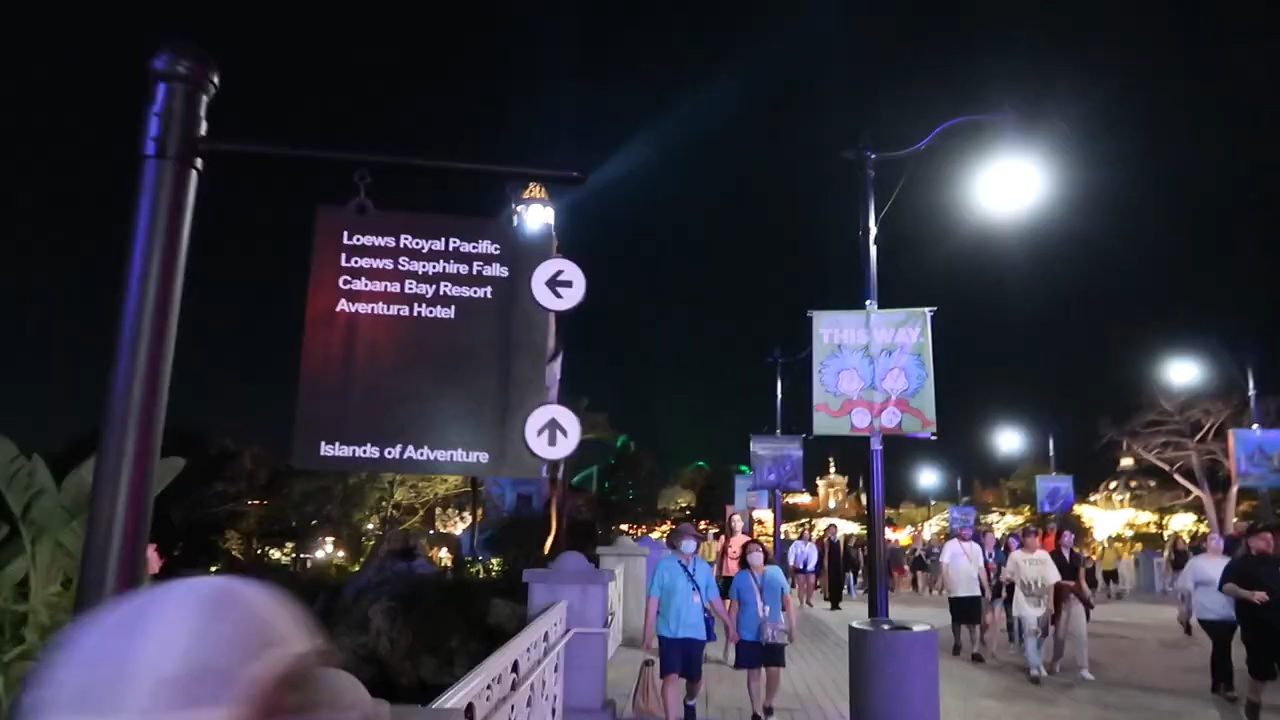 Loews Royal Pacific
Loews Sapphire Falls
Cabana Bay Resort
Aventura Hotel
Islands of Adventure
THIS WAY.